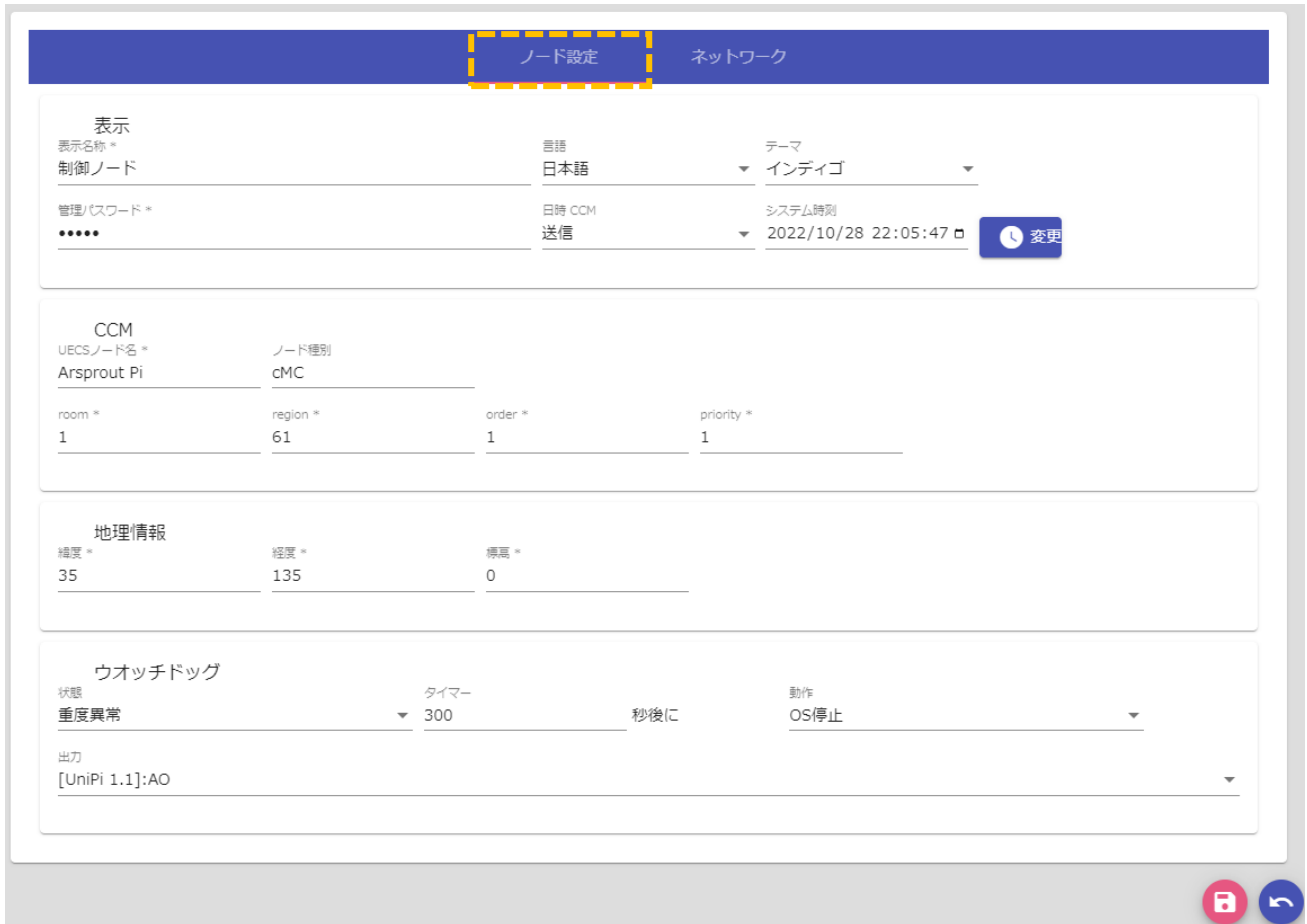 ノード設定 ネットワーク
表示
表示名称 * 言語 テーマ
制御ノード 日本語 インディゴ
管理パスワード * 日時 CCM システム時刻
••••• 送信 2022/10/28 22:05:47 変更
CCM
UECSノード名 * ノード種別
Arsprout Pi cMC
room * region * order * priority *
1 61 1 1
地理情報
緯度 * 経度 * 標高 *
35 135 0
ウオッチドッグ
状態 タイマー 動作
重度異常 300 秒後に OS停止
出力
[UniPi 1.1]:AO